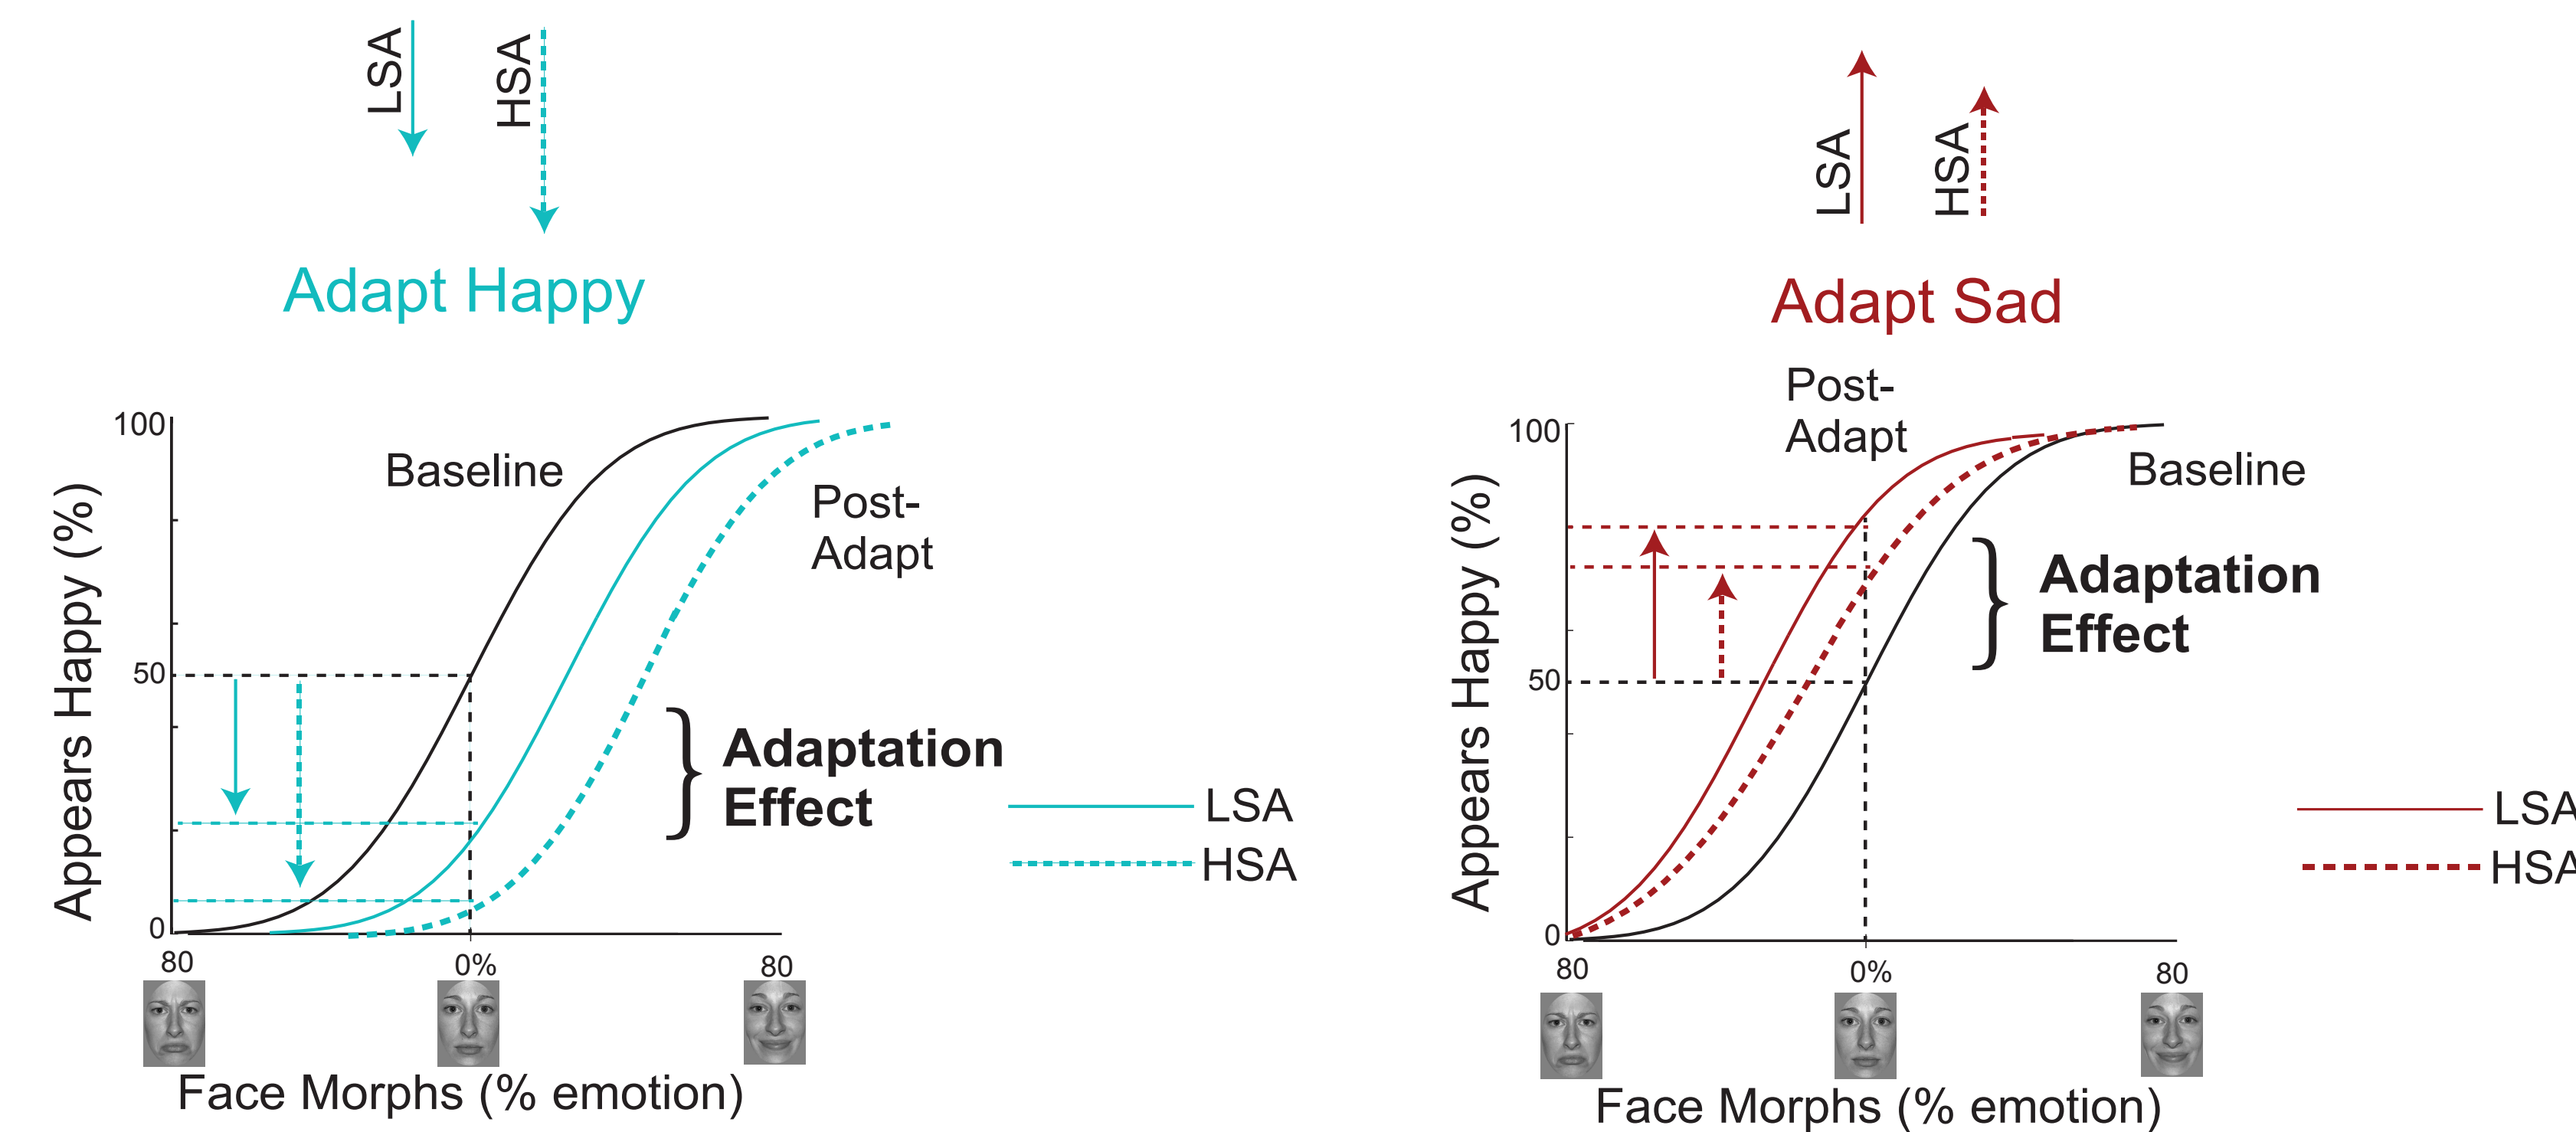 LSA
HSA
Adapt Happy
100
50
0
Appears Happy (%)
Baseline
Post-
Adapt
} Adaptation
Effect
LSA
HSA
80
0%
80
Face Morphs (% emotion)
LSA
HSA
Adapt Sad
Post-
Adapt
100
50
0
Appears Happy (%)
Baseline
} Adaptation
Effect
LSA
HSA
80
0%
80
Face Morphs (% emotion)